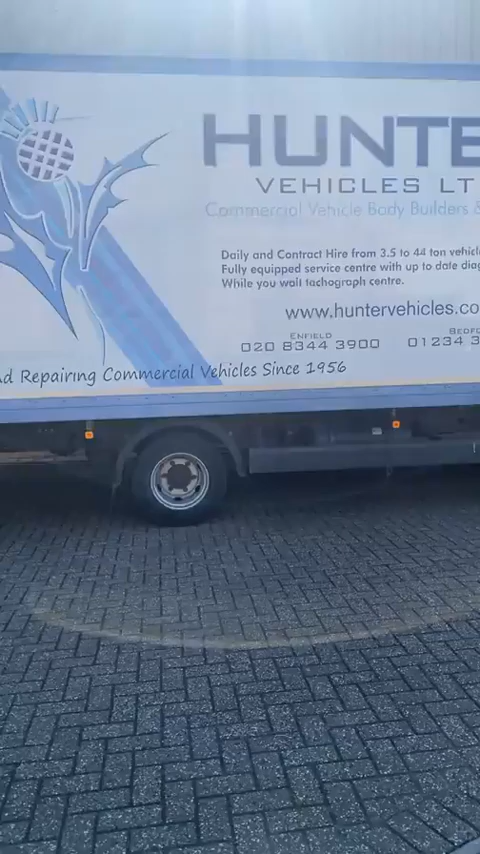 HUNTE
VEHICLES LT
Commercial Vehicle Body Builders &
Daily and Contract Hire from 3.5 to 44 ton vehicle
Fully equipped service centre with up to date diag
While you wait tachograph centre.
www.huntervehicles.co
ENFIELD BEDFO
020 8344 3900 01234 3
d Repairing Commercial Vehicles Since 1956